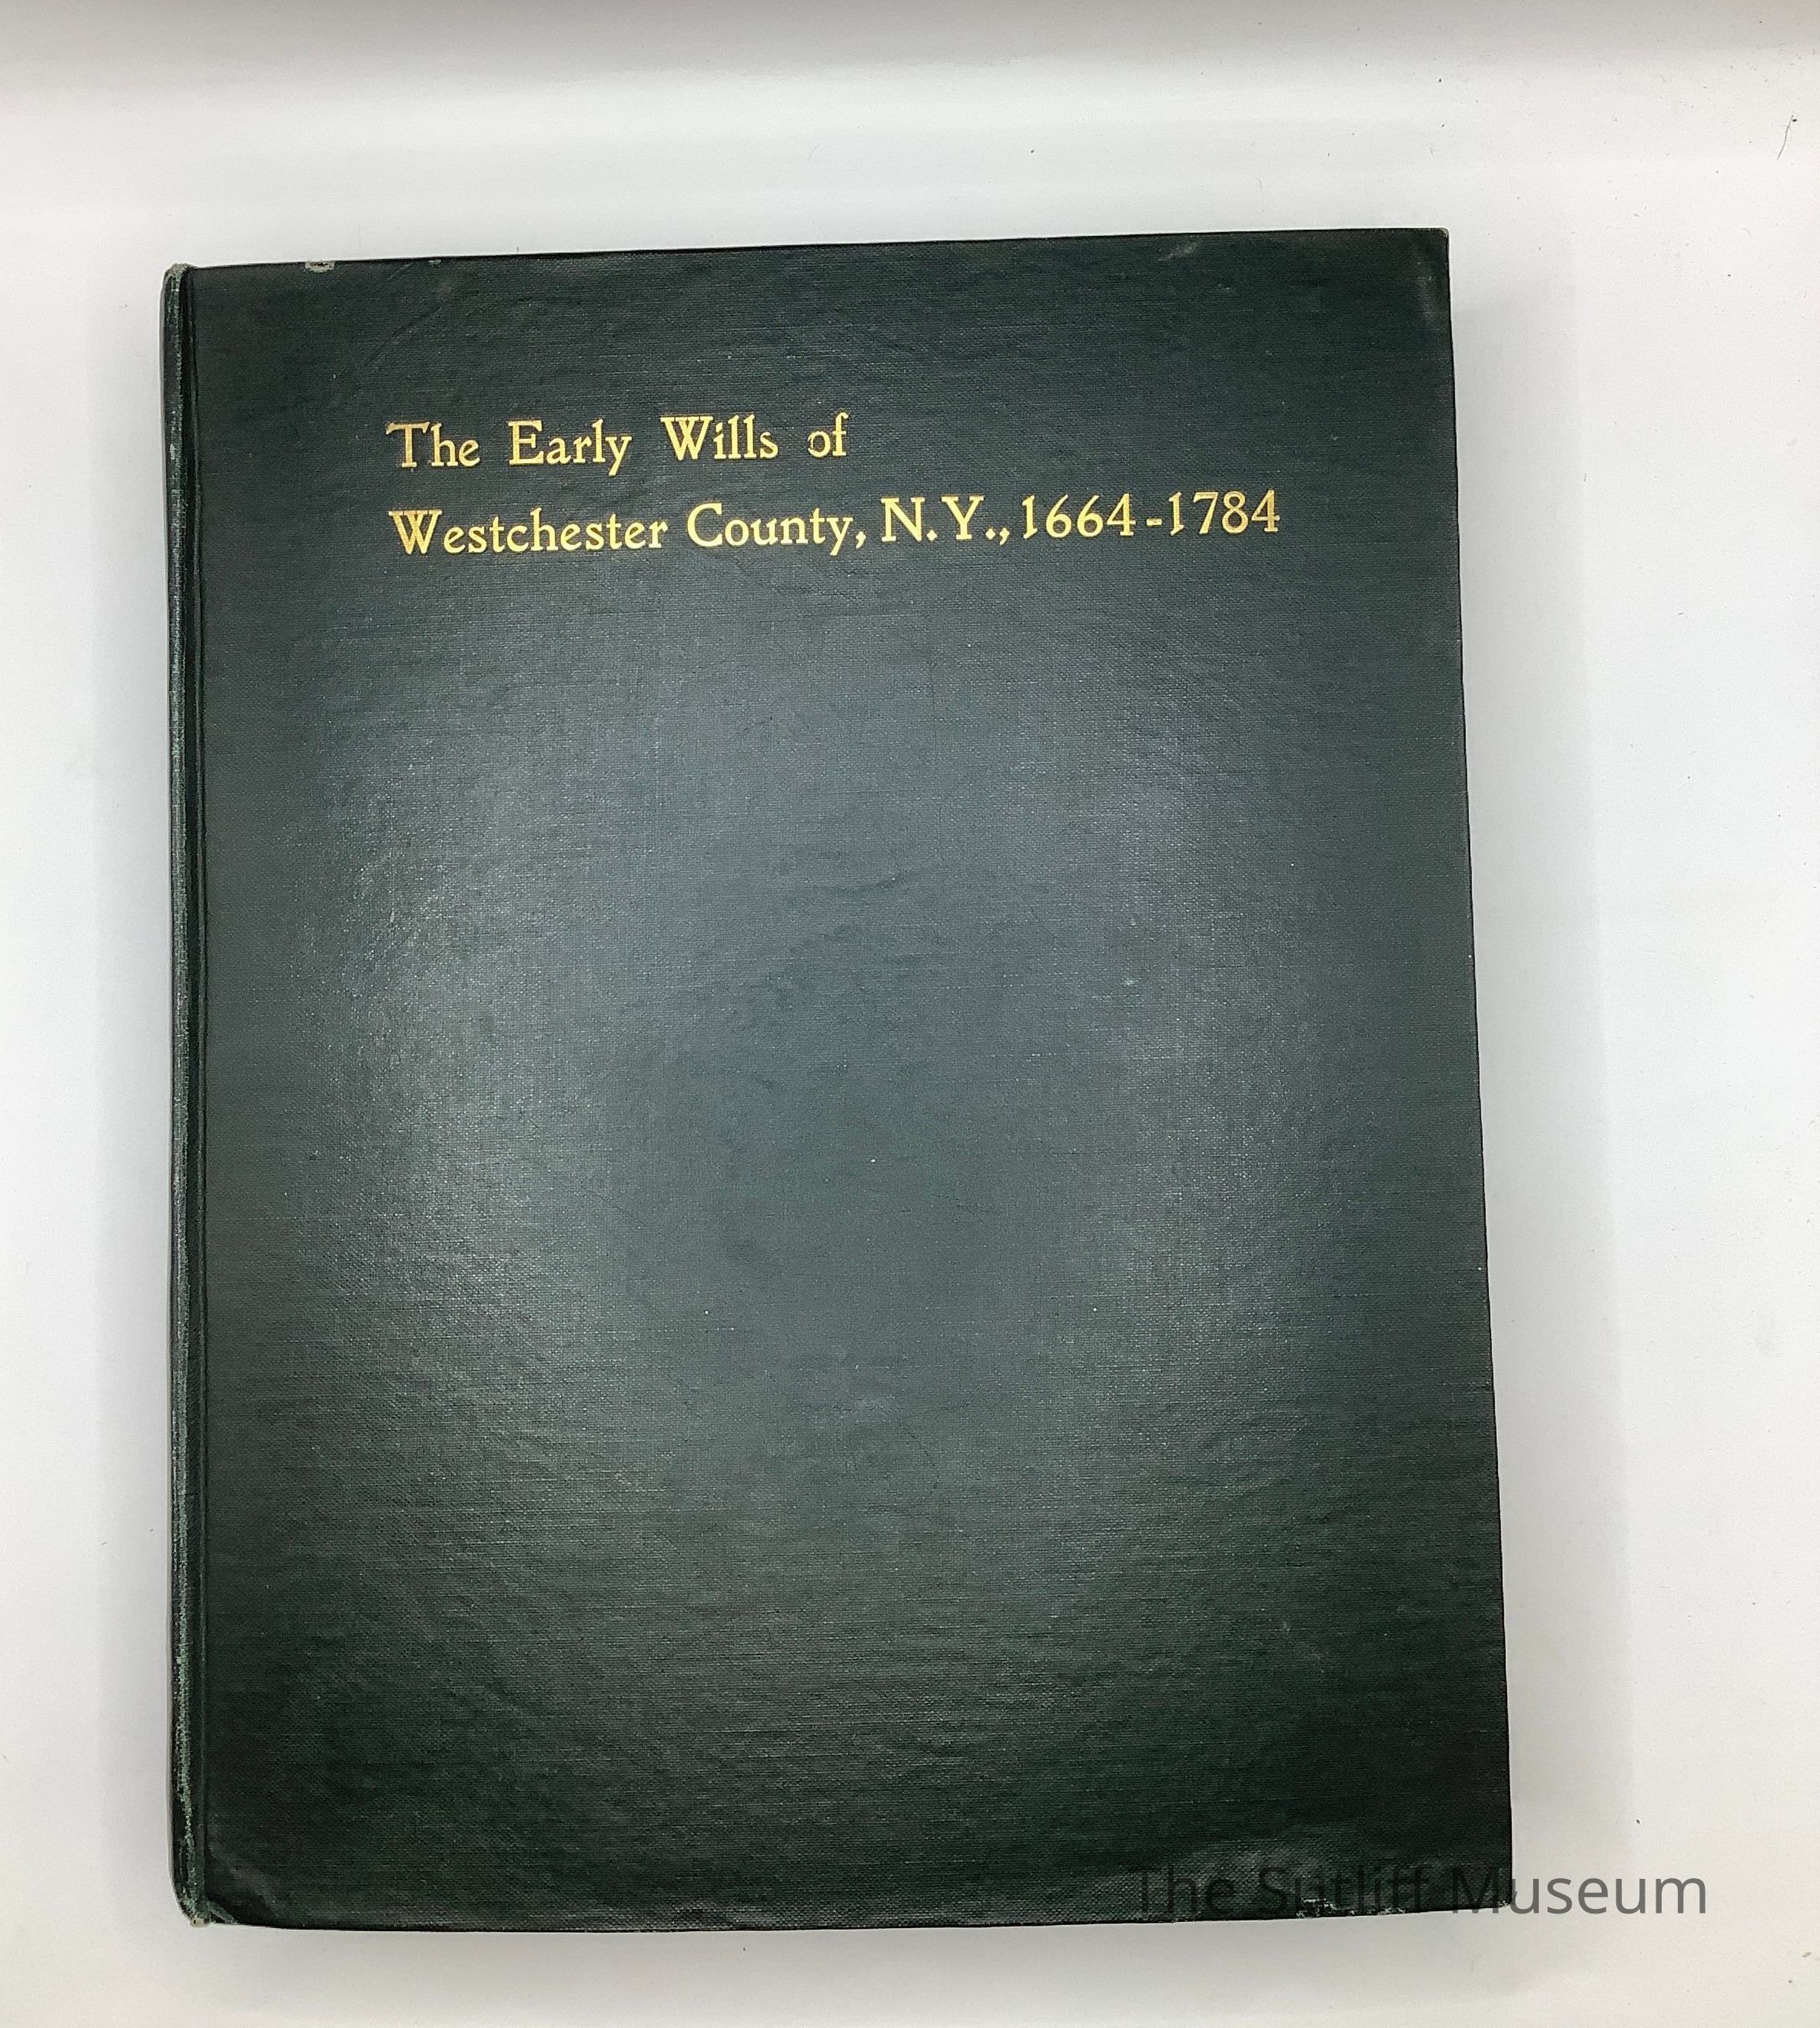 The Early Wills of
Westchester County, N.Y., 1664-1784
The Sutliff Museum